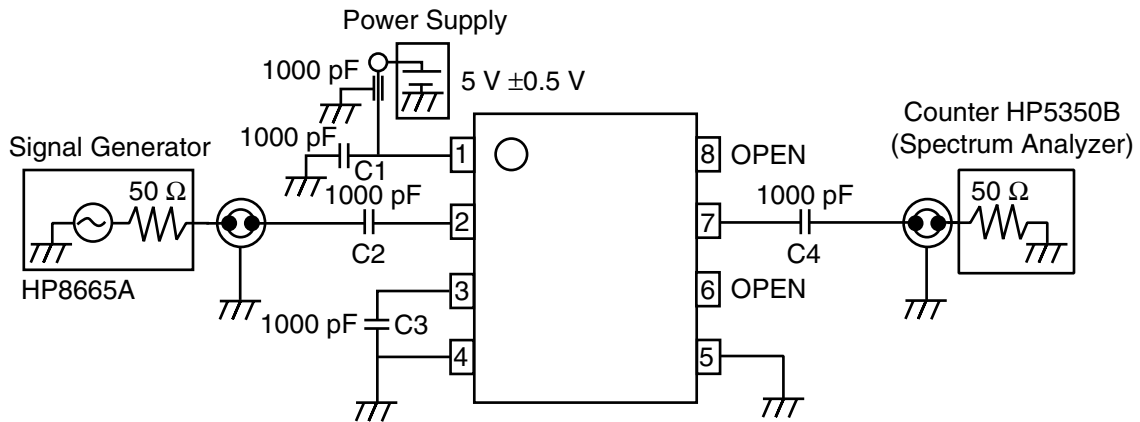 Power Supply
1000 pF
5 V ±0.5 V
1000 pF
C1
Signal Generator
50 Ω
HP8665A
1000 pF
C2
1000 pF
C3
1
2
3
4
8
7
6
5
OPEN
OPEN
1000 pF
C4
Counter HP5350B
(Spectrum Analyzer)
50 Ω